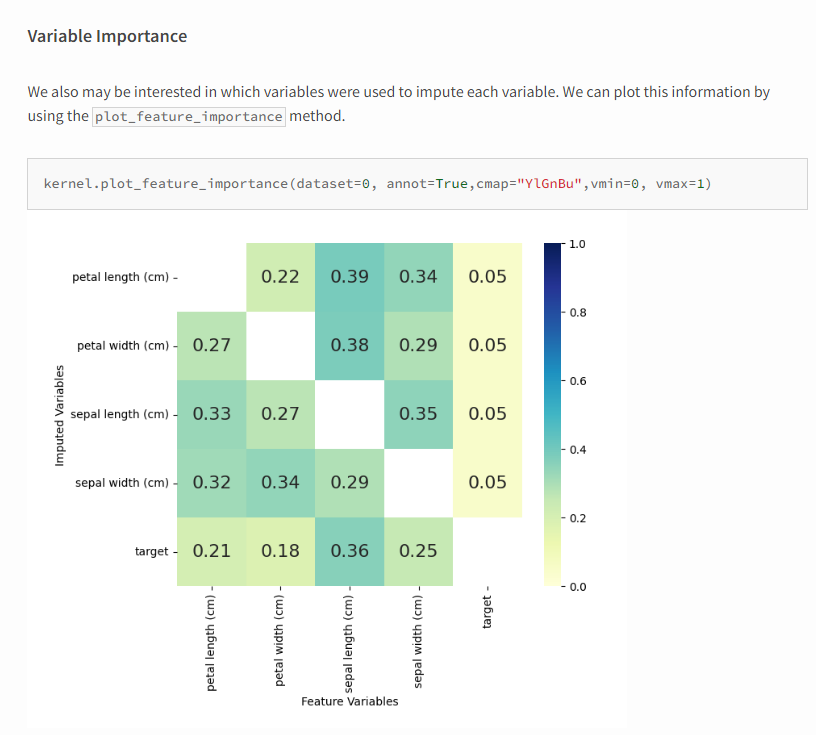 Variable Importance
We also may be interested in which variables were used to impute each variable. We can plot this information by
using the plot_feature_importance method.
kernel.plot_feature_importance(dataset=0, annot=True,cmap="YlGnBu",vmin=0, vmax=1)
petal length (cm) 0.22 0.39 0.34 0.05
petal width (cm) 0.27 0.38 0.29 0.05
sepal length (cm) 0.33 0.27 0.35 0.05
sepal width (cm) 0.32 0.34 0.29 0.05
target 0.21 0.18 0.36 0.25
Imputed Variables
petal length (cm)
petal width (cm)
sepal length (cm)
sepal width (cm)
target
Feature Variables
1.0
0.8
0.6
0.4
0.2
0.0